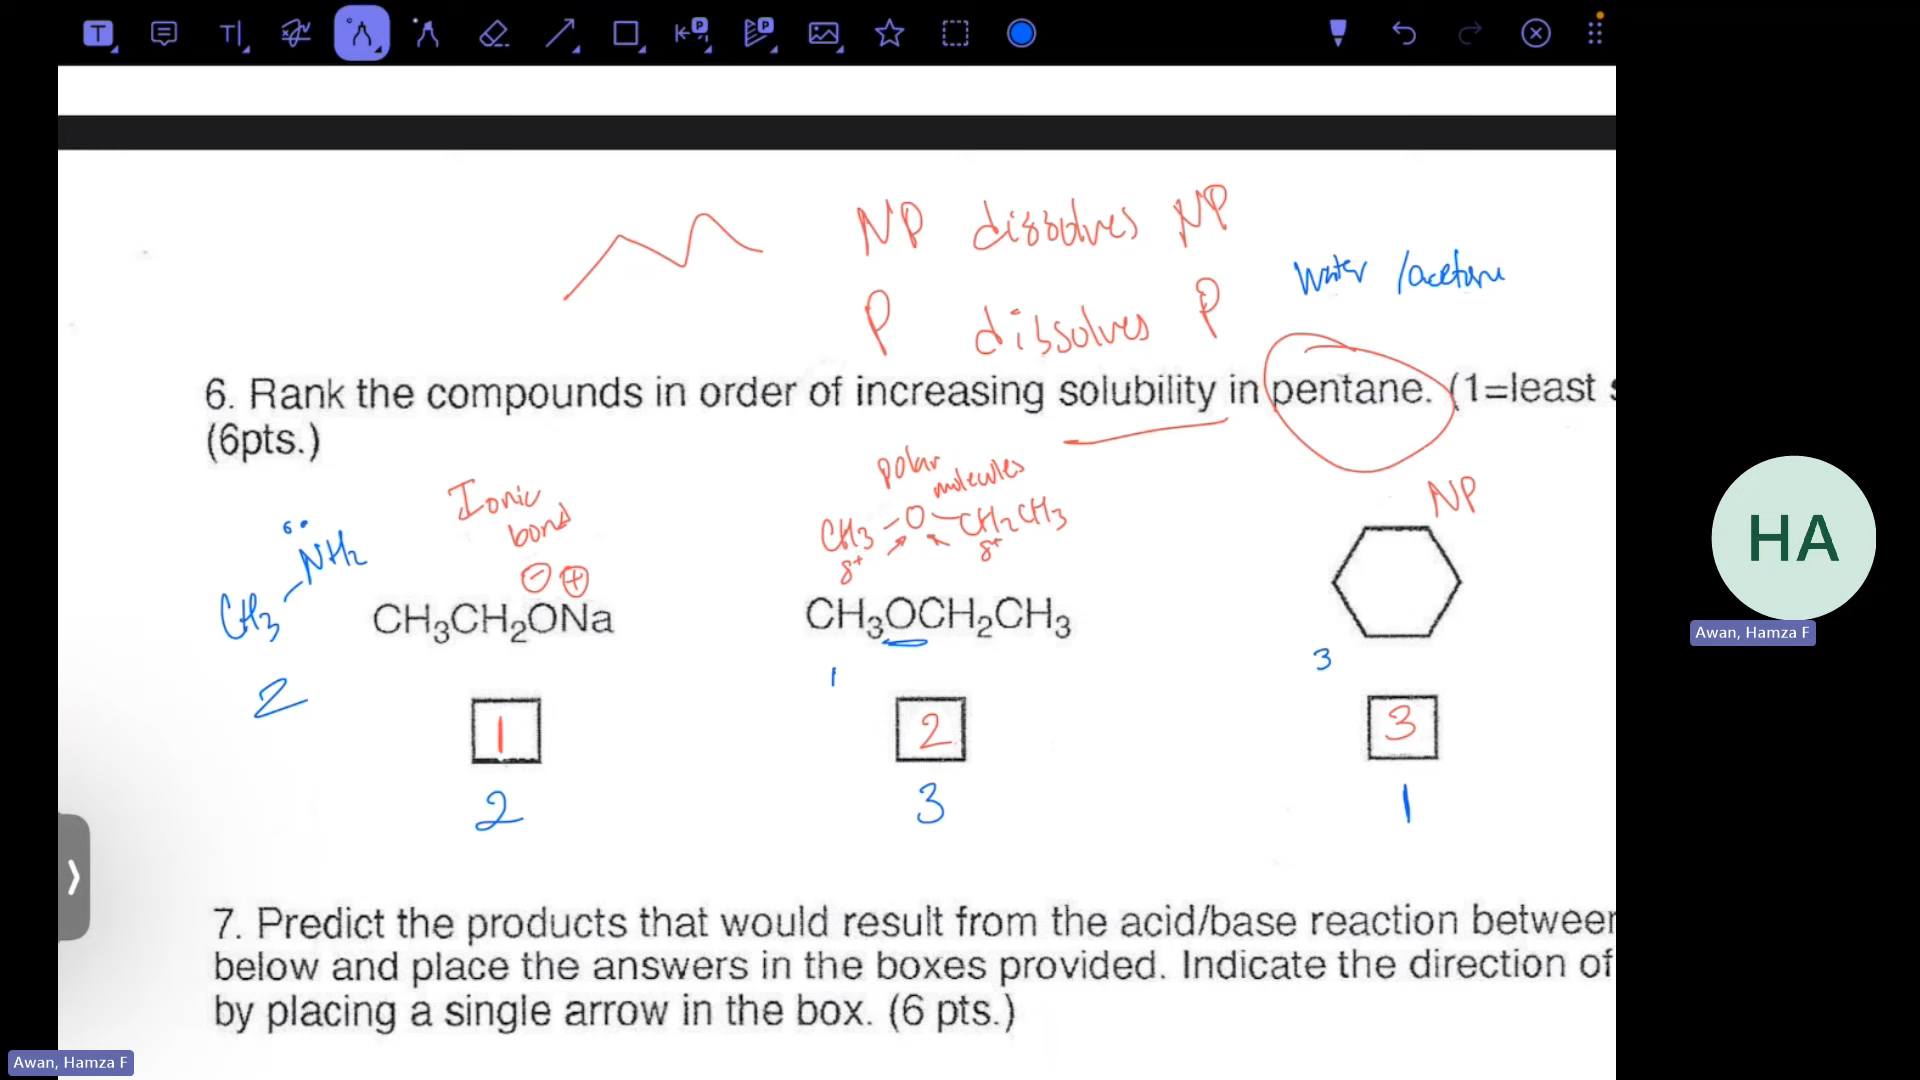 NP dissolves NP
Water /acetone
P dissolves P
6. Rank the compounds in order of increasing solubility in pentane. (1=least s
(6pts.)
Ionic bond
polar molecules
NP
CH3 - O - CH2CH3
δ+ δ+
CH3 NH2
- +
CH3CH2ONa
CH3OCH2CH3
2
1
3
1 2 3
2 3 1
7. Predict the products that would result from the acid/base reaction between
below and place the answers in the boxes provided. Indicate the direction of
by placing a single arrow in the box. (6 pts.)
HA
Awan, Hamza F
Awan, Hamza F